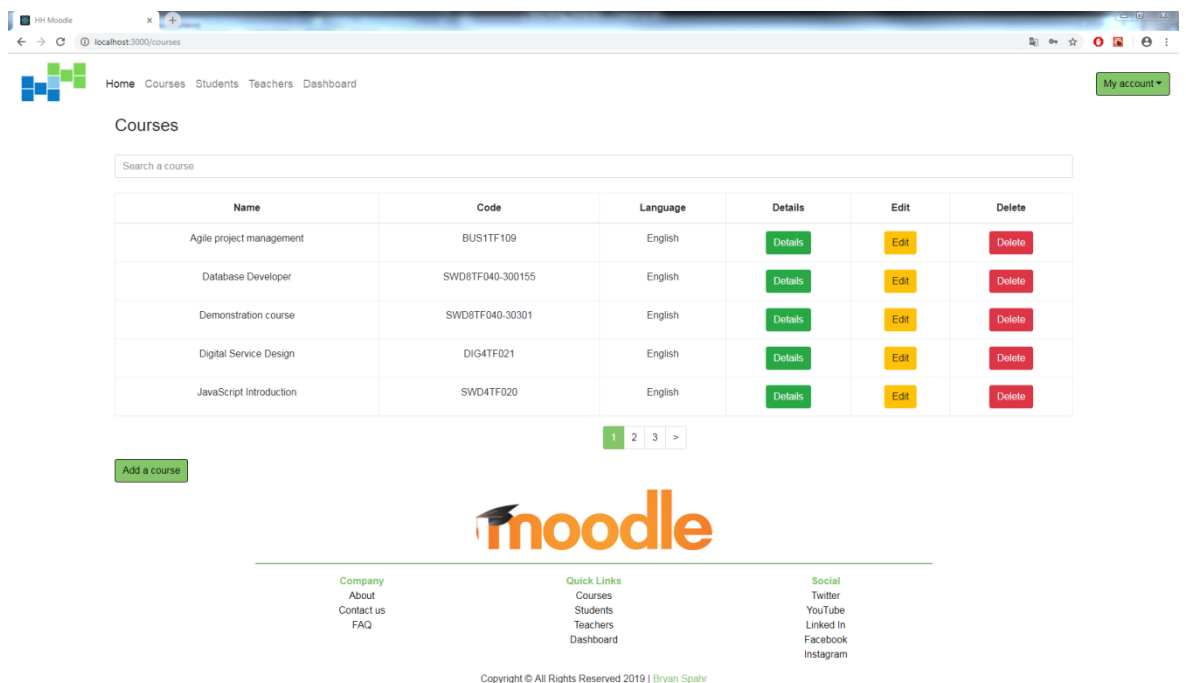 HH Moodle
localhost:3000/courses
Home Courses Students Teachers Dashboard
My account
Courses
Search a course
Name Code Language Details Edit Delete
Agile project management BUS1TF109 English Details Edit Delete
Database Developer SWD8TF040-300155 English Details Edit Delete
Demonstration course SWD8TF040-30301 English Details Edit Delete
Digital Service Design DIG4TF021 English Details Edit Delete
JavaScript Introduction SWD4TF020 English Details Edit Delete
1 2 3 >
Add a course
moodle
Company Quick Links Social
About Courses Twitter
Contact us Students YouTube
FAQ Teachers Linked In
Dashboard Facebook
Instagram
Copyright © All Rights Reserved 2019 | Bryan Spahr